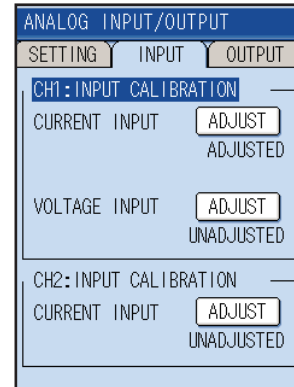 ANALOG INPUT/OUTPUT
SETTING INPUT OUTPUT
CH1:INPUT CALIBRATION
CURRENT INPUT ADJUST
ADJUSTED
VOLTAGE INPUT ADJUST
UNADJUSTED
CH2:INPUT CALIBRATION
CURRENT INPUT ADJUST
UNADJUSTED